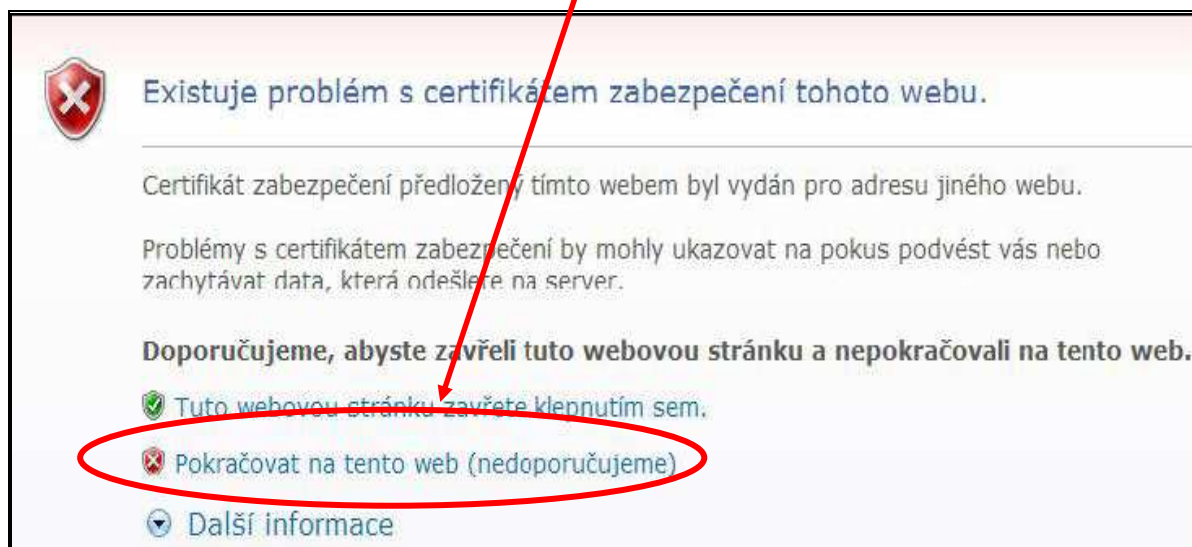 Existuje problém s certifikátem zabezpečení tohoto webu.
Certifikát zabezpečení předložený tímto webem byl vydán pro adresu jiného webu.
Problémy s certifikátem zabezpečení by mohly ukazovat na pokus podvést vás nebo
zachytávat data, která odešlete na server.
Doporučujeme, abyste zavřeli tuto webovou stránku a nepokračovali na tento web.
Tuto webovou stránku zavřete klepnutím sem.
Pokračovat na tento web (nedoporučujeme)
Další informace